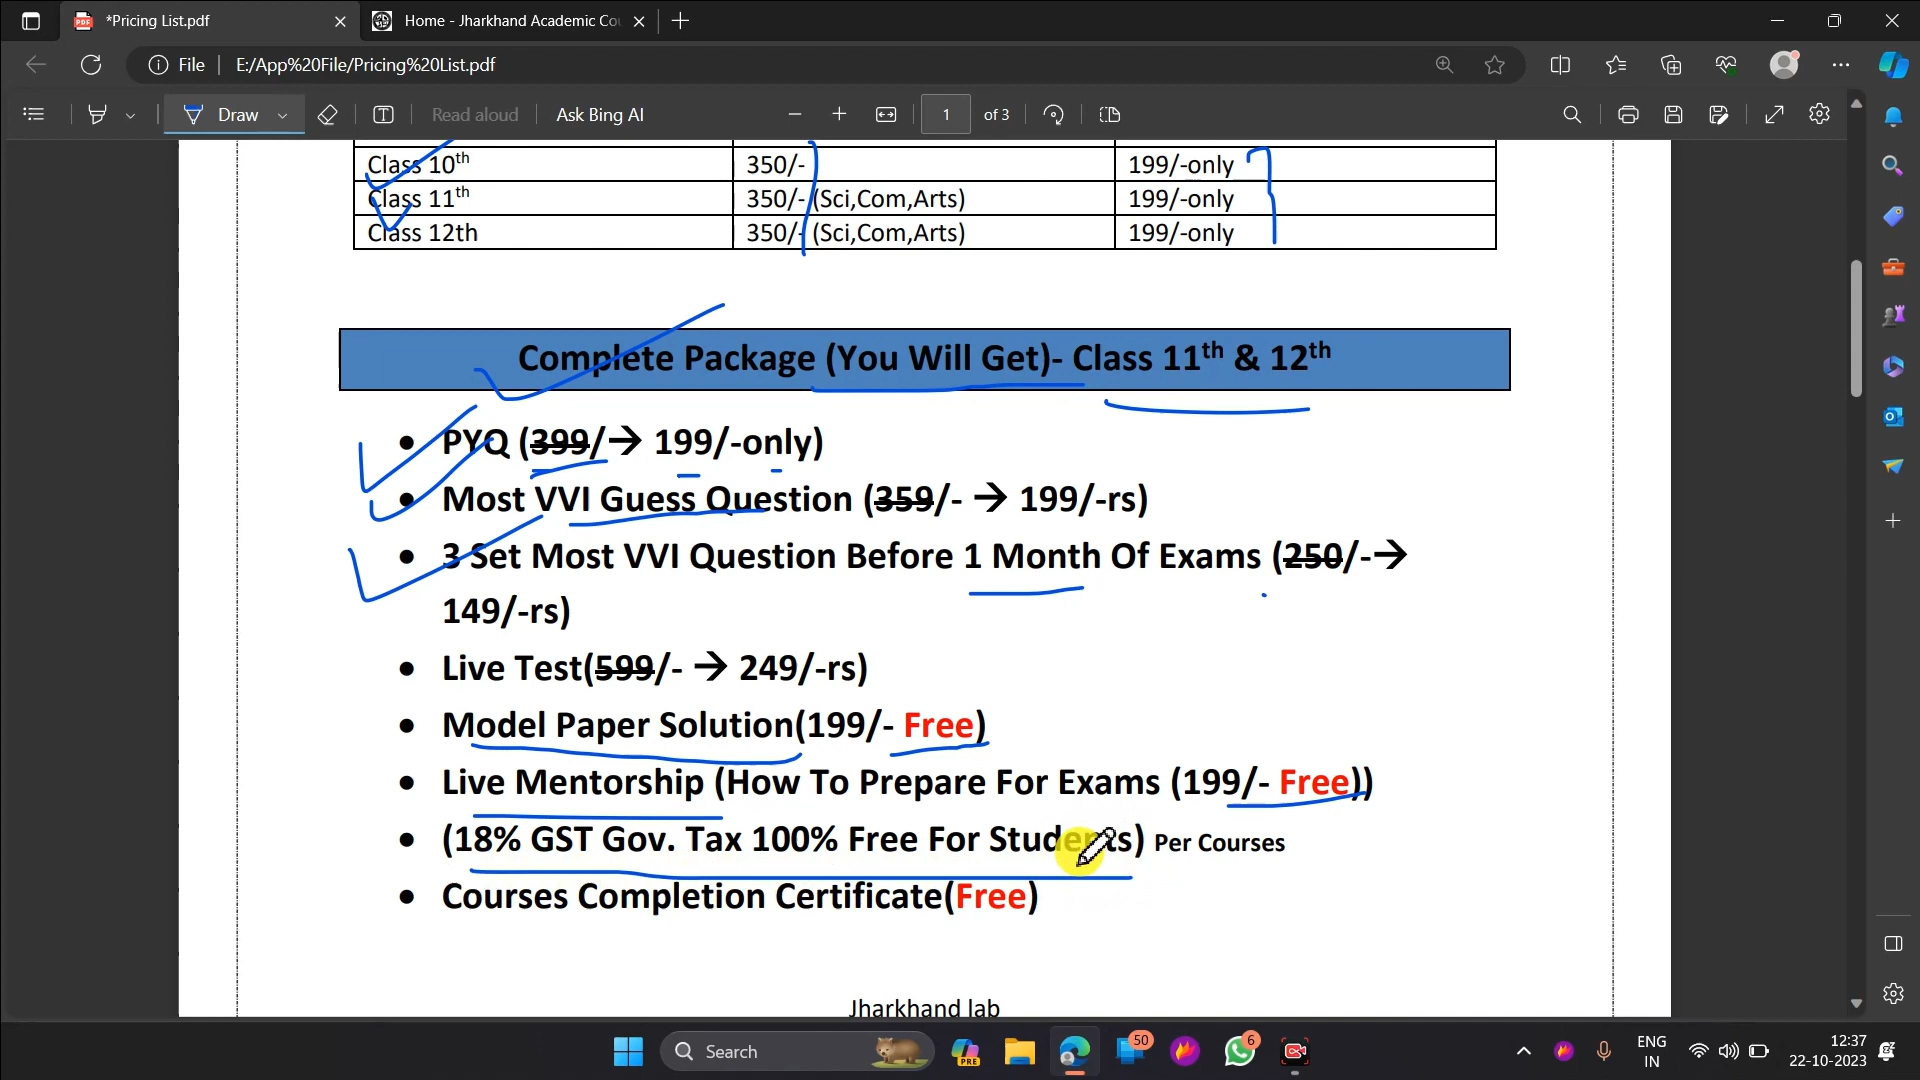 *Pricing List.pdf
Home - Jharkhand Academic Co
File
E:/App%20File/Pricing%20List.pdf
Draw
Read aloud
Ask Bing AI
1 of 3
Class 10th 350/- 199/-only
Class 11th 350/- (Sci,Com,Arts) 199/-only
Class 12th 350/- (Sci,Com,Arts) 199/-only
Complete Package (You Will Get)- Class 11th & 12th
• PYQ (399/→ 199/-only)
• Most VVI Guess Question (359/- → 199/-rs)
• 3 Set Most VVI Question Before 1 Month Of Exams (250/-→
149/-rs)
• Live Test(599/- → 249/-rs)
• Model Paper Solution(199/- Free)
• Live Mentorship (How To Prepare For Exams (199/- Free))
• (18% GST Gov. Tax 100% Free For Students) Per Courses
• Courses Completion Certificate(Free)
Jharkhand lab
Search
PRE
50
6
ENG
IN
12:37
22-10-2023